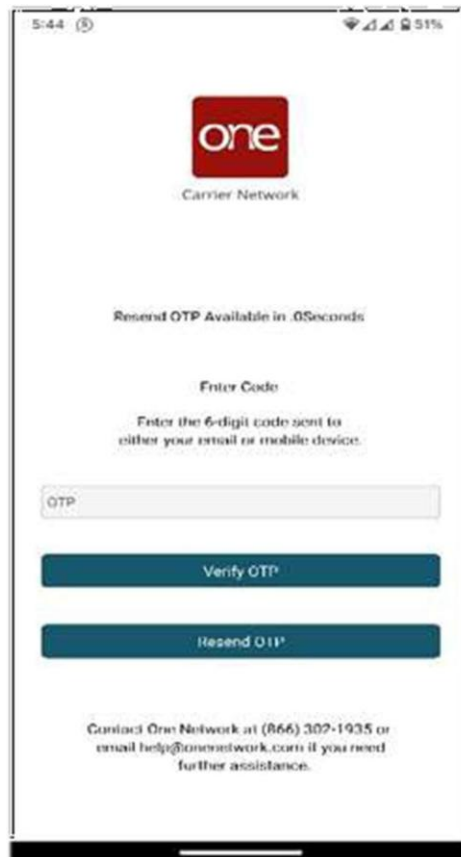 5:44
51%
one
Carrier Network
Resend OTP Available in .0Seconds
Enter Code
Enter the 6-digit code sent to
either your email or mobile device.
OTP
Verify OTP
Resend OTP
Contact One Network at (866) 302-1935 or
email help@onenetwork.com if you need
further assistance.